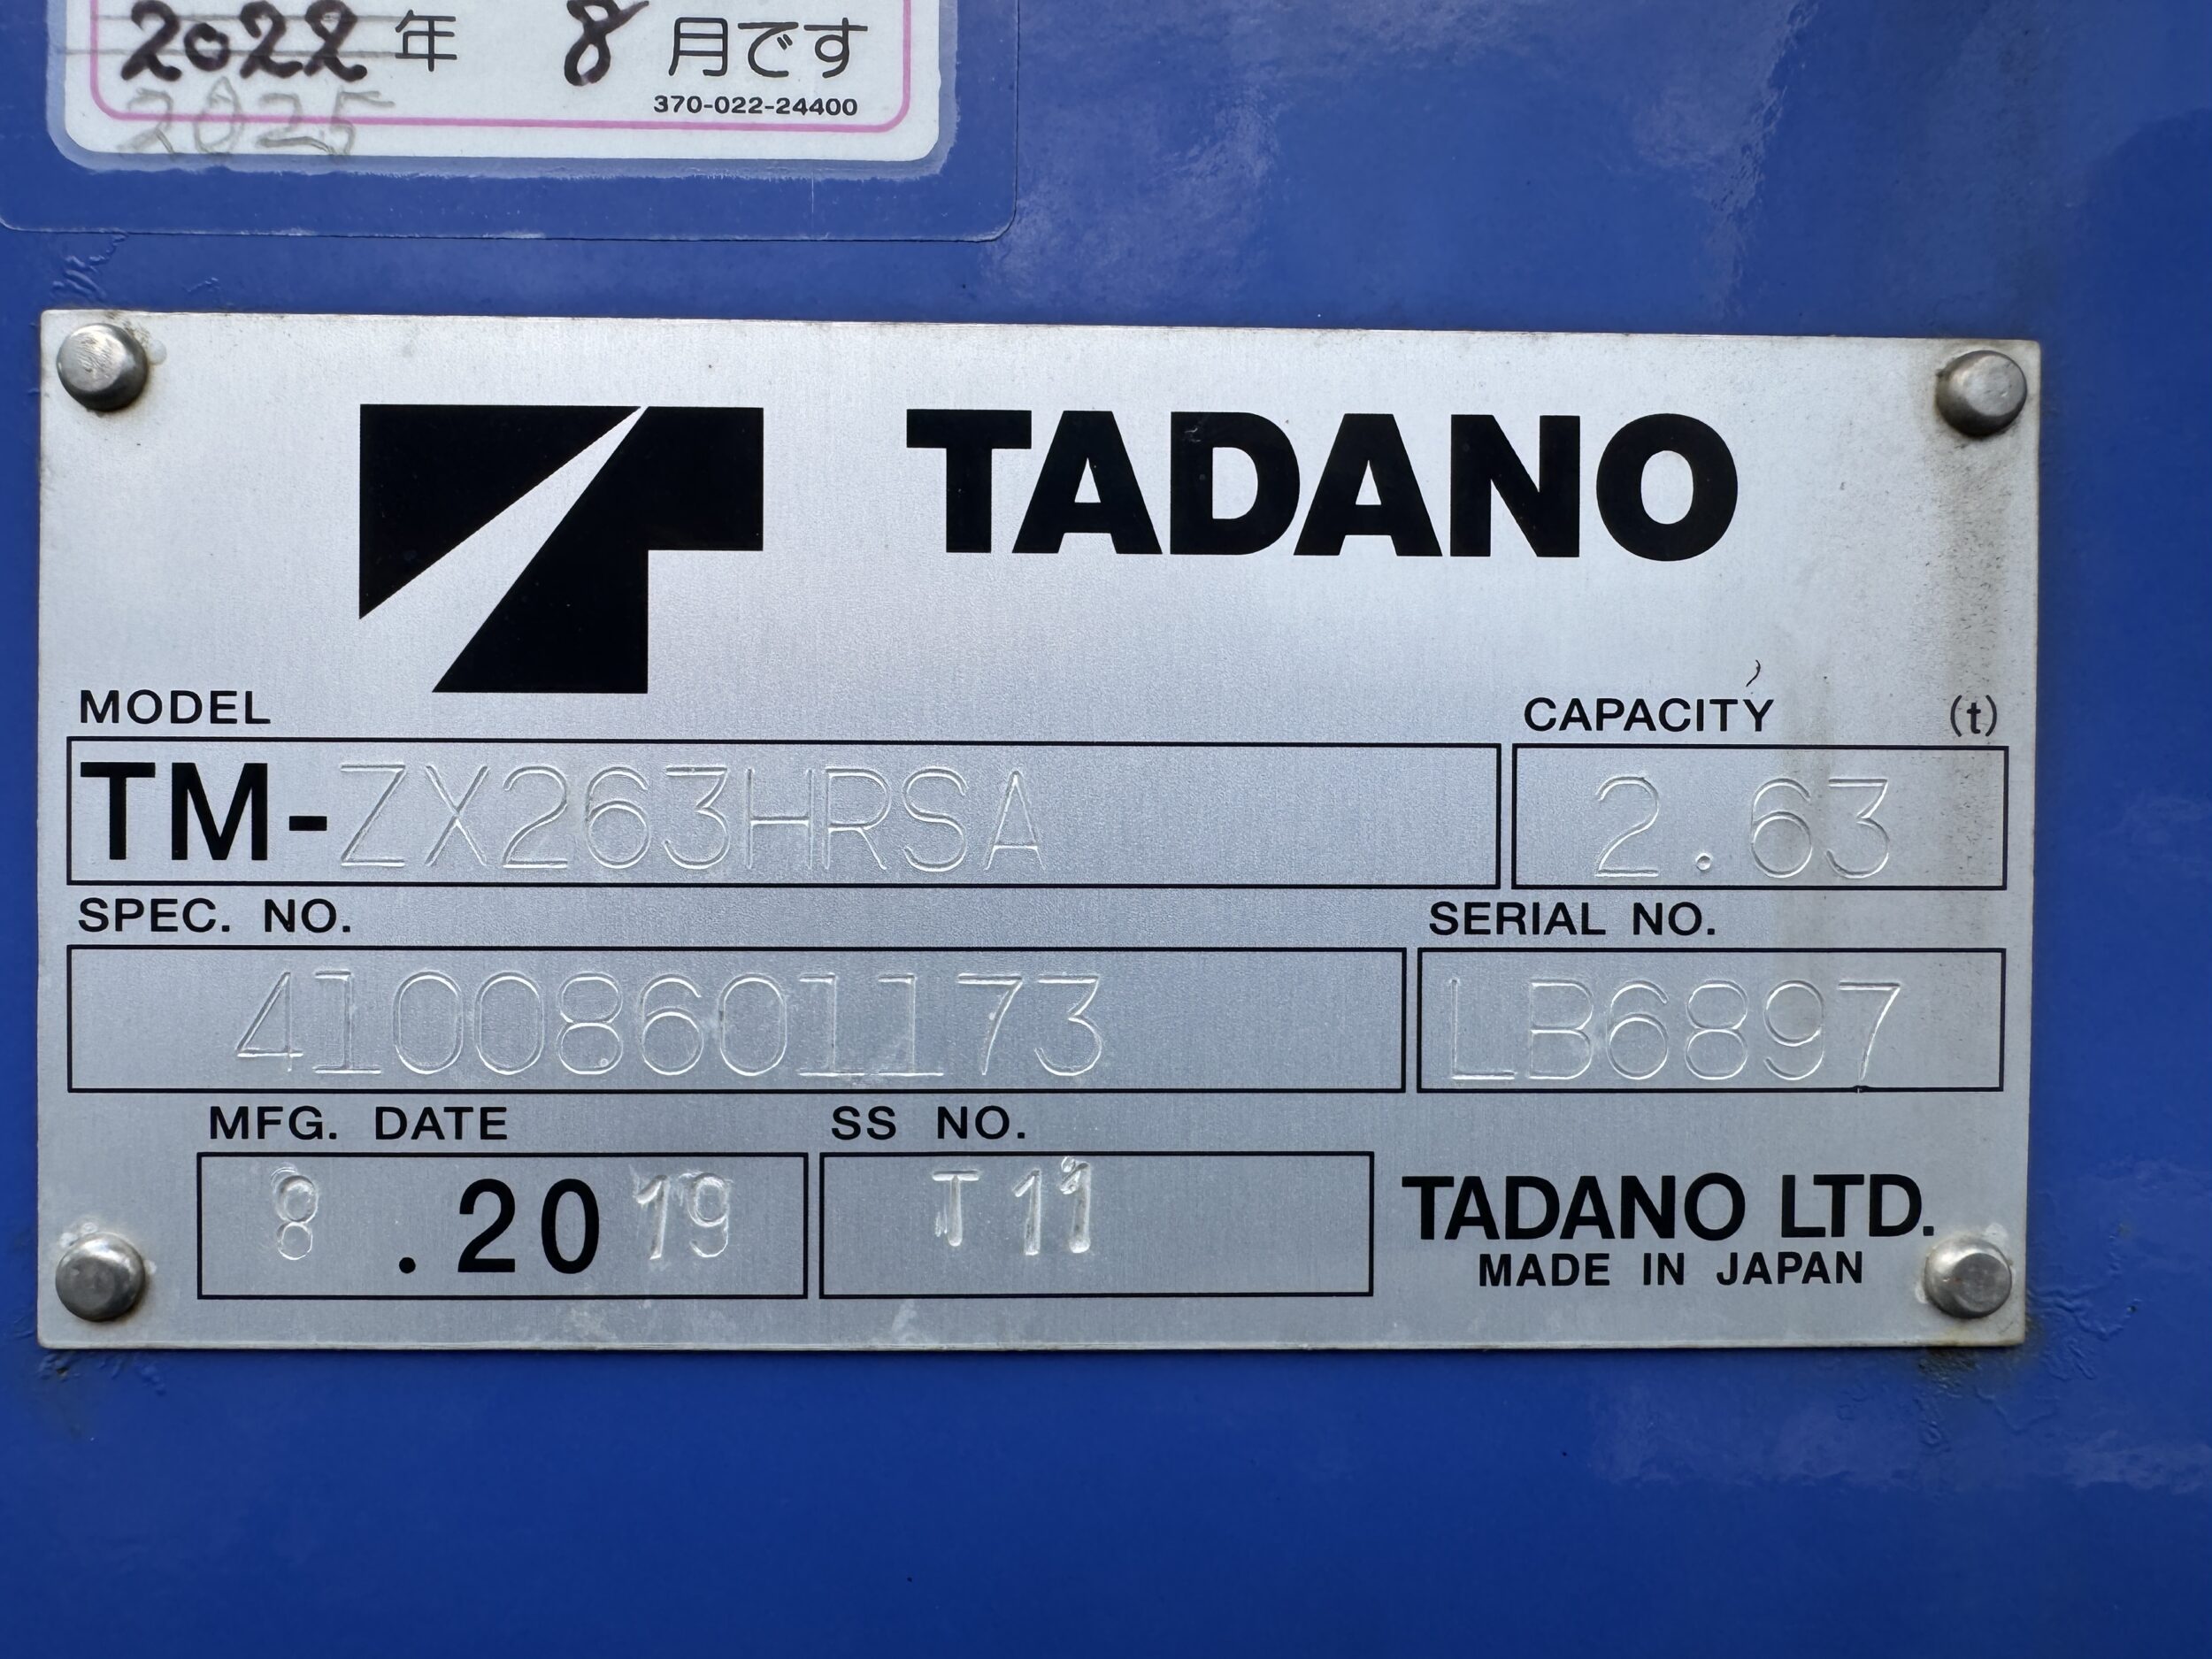 2022年 8月です
2025
370-022-24400
TADANO
MODEL
CAPACITY (t)
TM-ZX263HRSA
2.63
SPEC. NO.
SERIAL NO.
41008601173
LB6897
MFG. DATE
SS NO.
8 .2019
T11
TADANO LTD.
MADE IN JAPAN